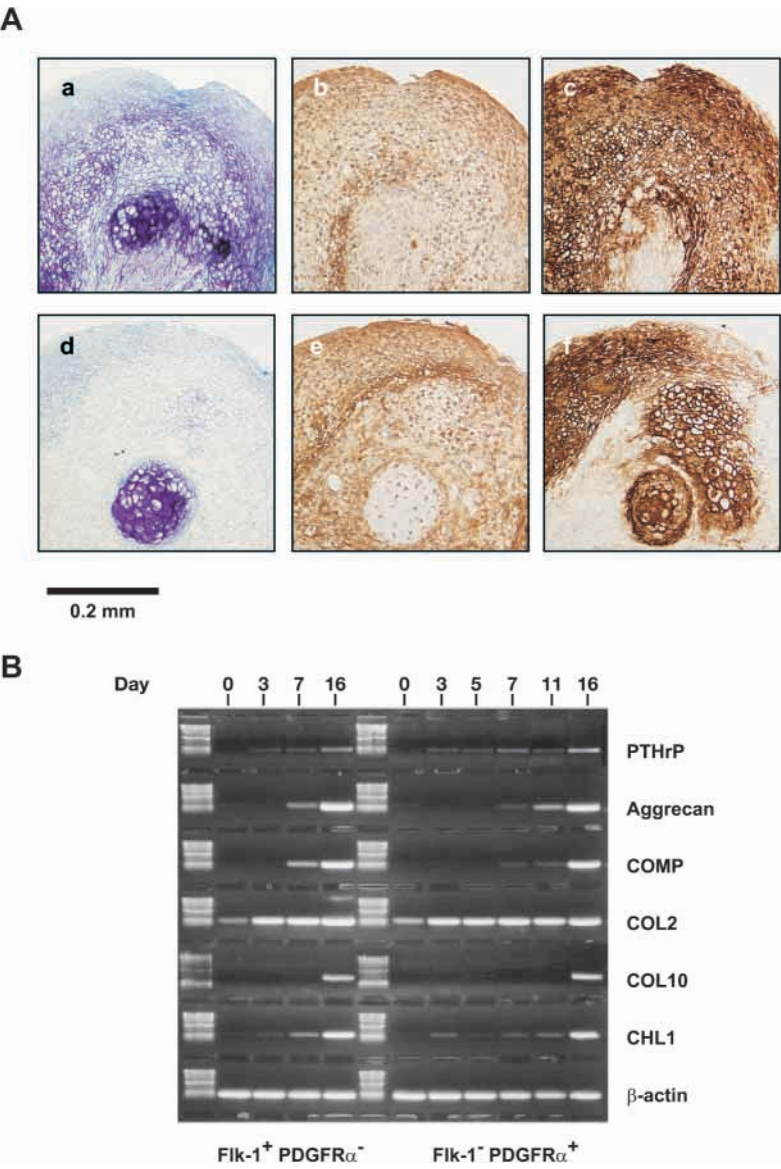 A
a
b
c
d
e
f
0.2 mm
B
Day 0 3 7 16 0 3 5 7 11 16
PTHrP
Aggrecan
COMP
COL2
COL10
CHL1
β-actin
Flk-1⁺ PDGFRα⁻ Flk-1⁻ PDGFRα⁺